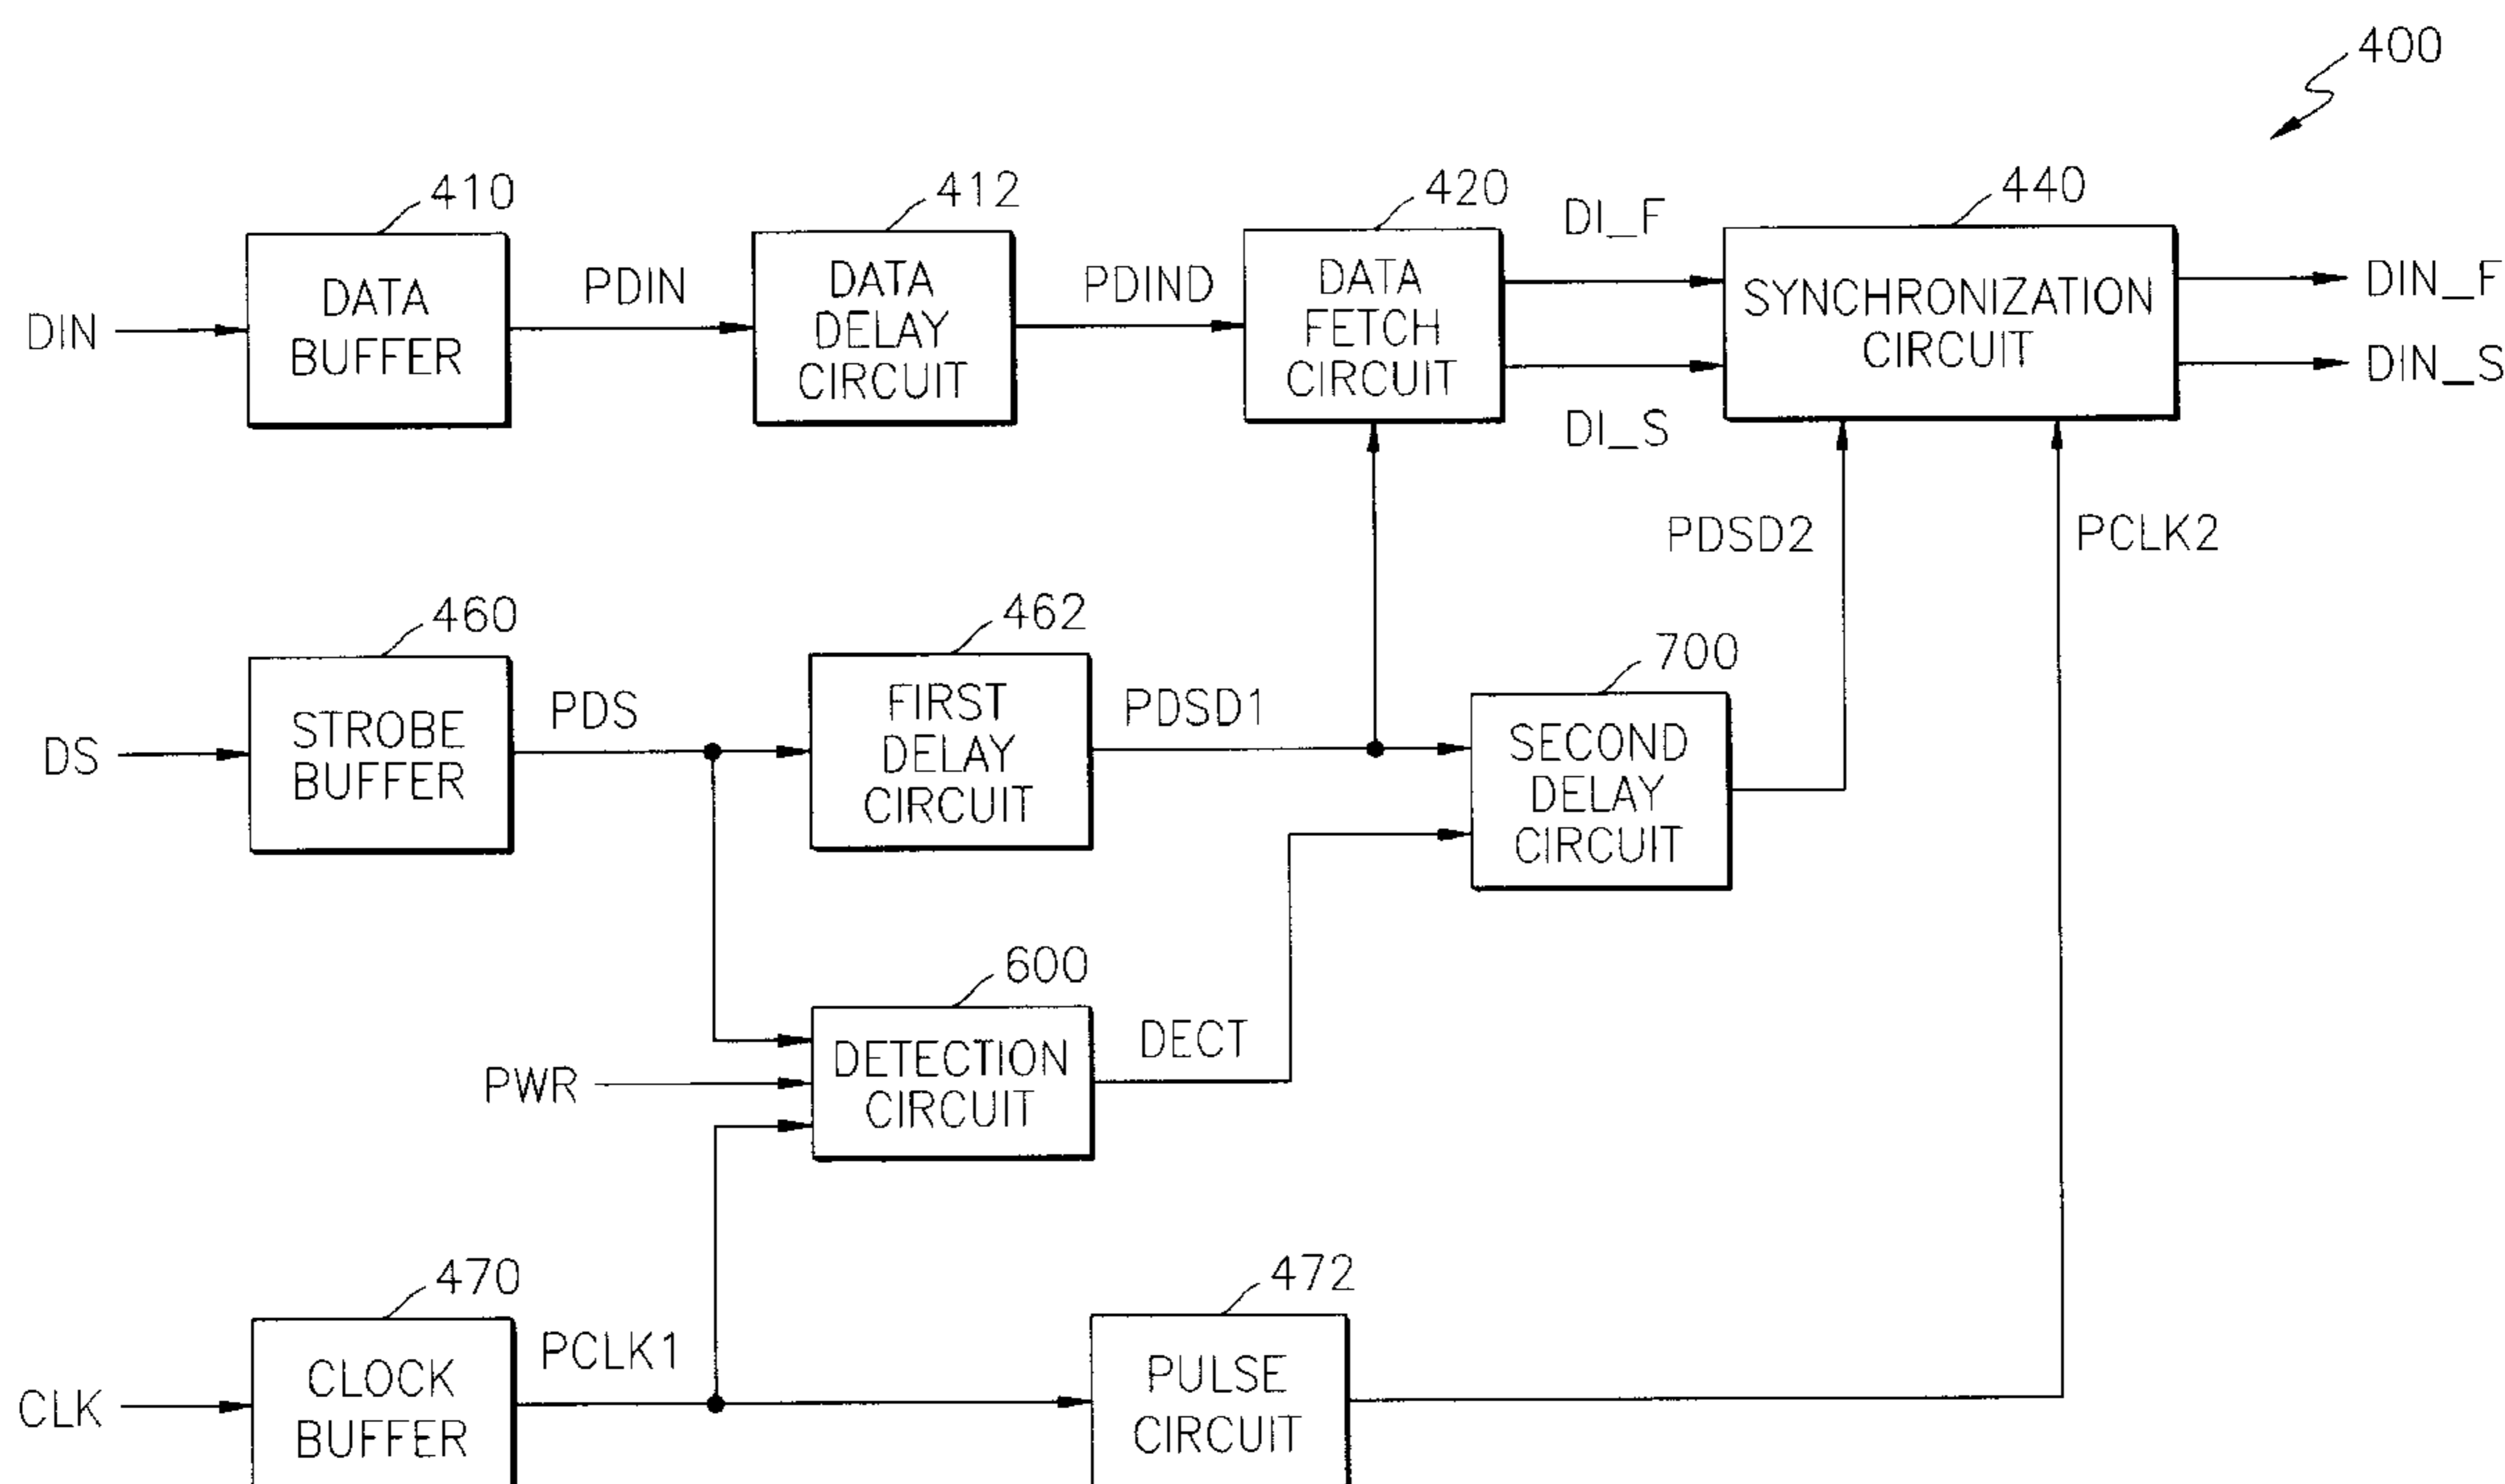 400
410
412
420
440
DI_F
DIN
DATA
BUFFER
PDIN
DATA
DELAY
CIRCUIT
PDIND
DATA
FETCH
CIRCUIT
SYNCHRONIZATION
CIRCUIT
DIN_F
DIN_S
DI_S
PDSD2
PCLK2
460
462
700
DS
STROBE
BUFFER
PDS
FIRST
DELAY
CIRCUIT
PDSD1
SECOND
DELAY
CIRCUIT
600
PWR
DETECTION
CIRCUIT
DECT
470
472
CLK
CLOCK
BUFFER
PCLK1
PULSE
CIRCUIT